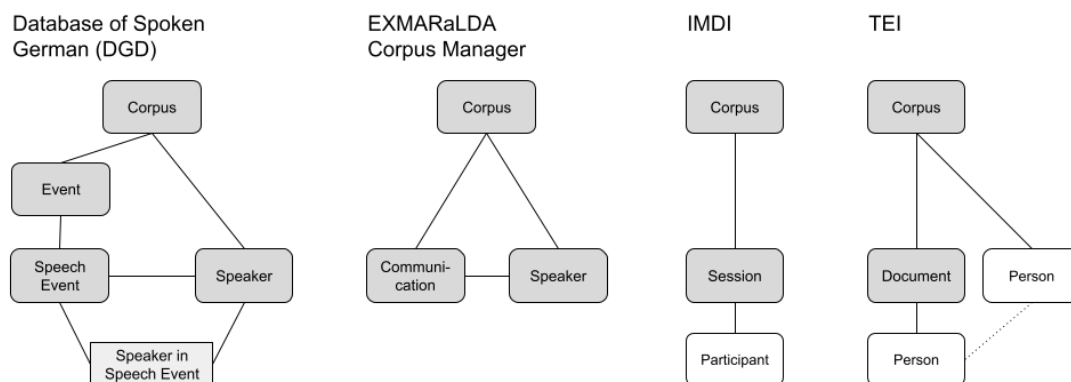 Database of Spoken
German (DGD)
EXMARaLDA
Corpus Manager
IMDI
TEI
Corpus
Corpus
Corpus
Corpus
Event
Speech
Event
Speaker
Communi-
cation
Speaker
Session
Document
Person
Speaker in
Speech Event
Participant
Person